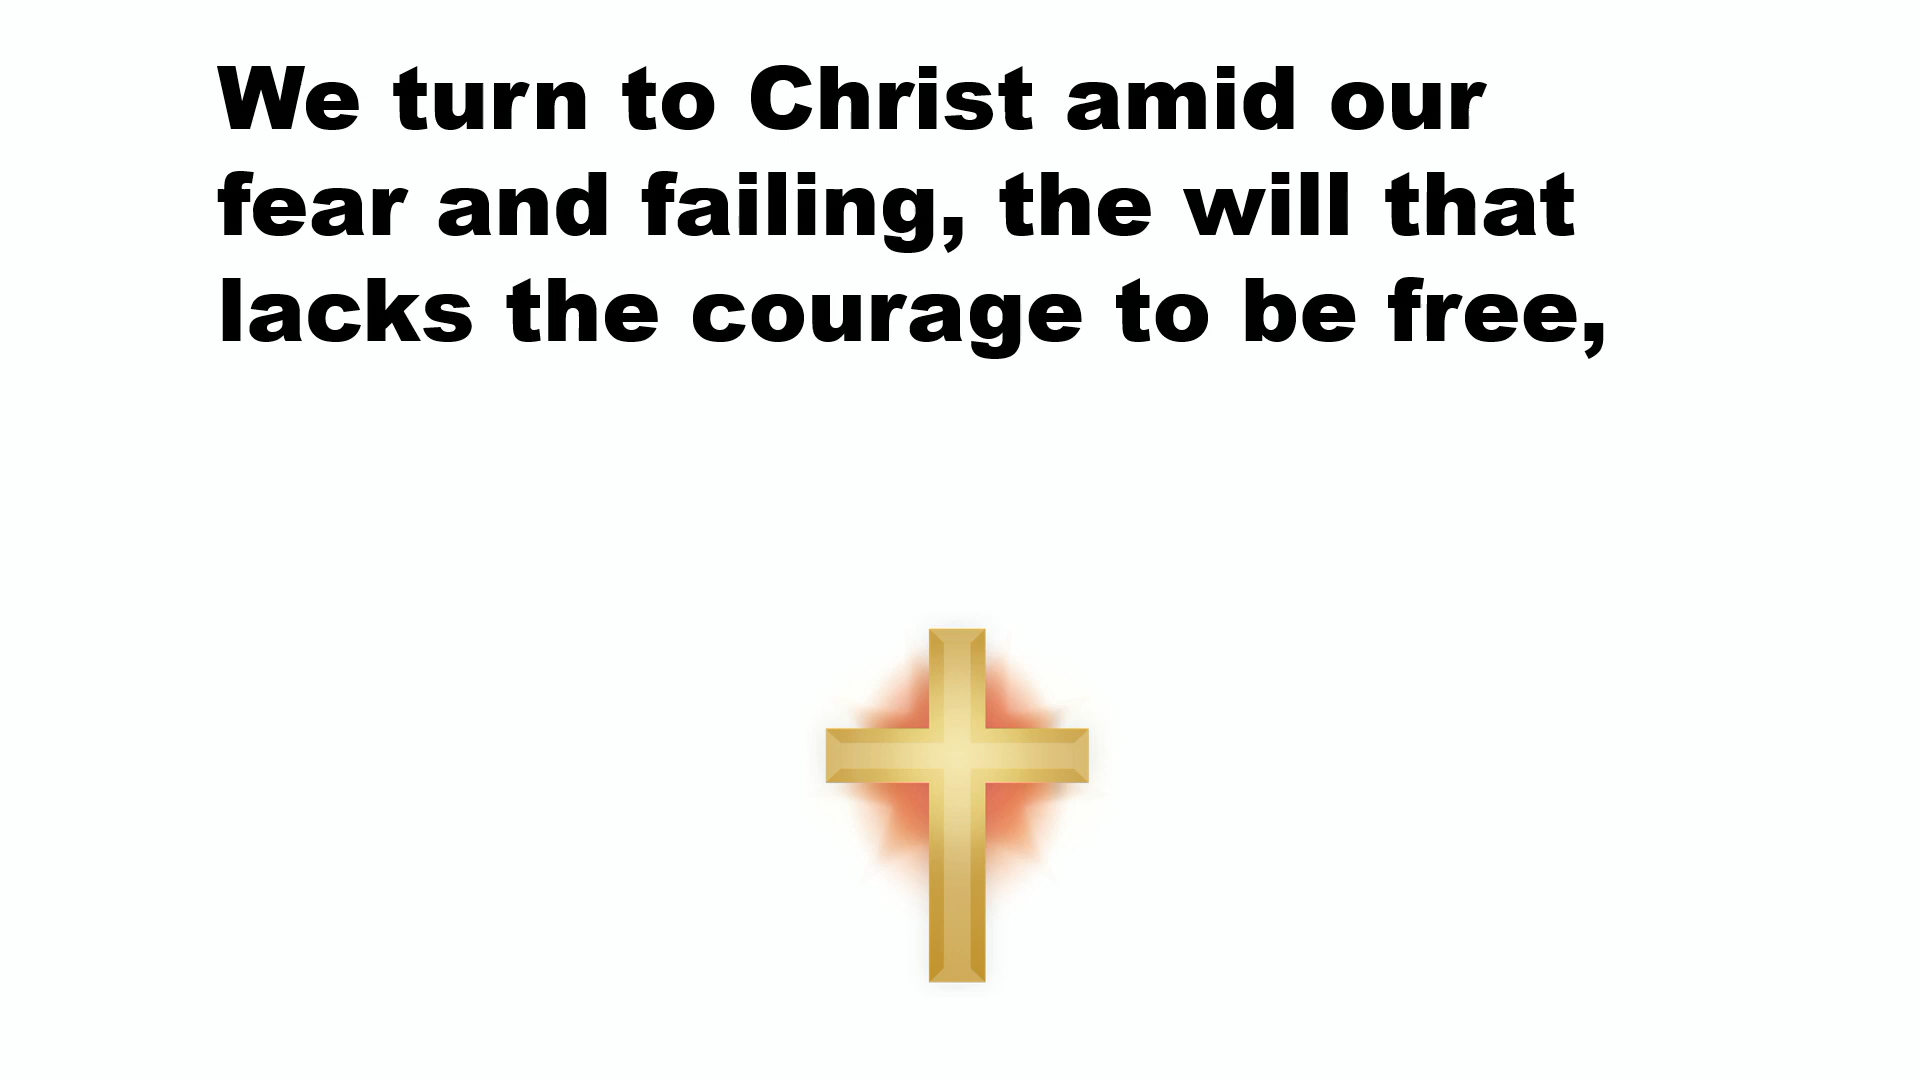 We turn to Christ amid our
fear and failing, the will that
lacks the courage to be free,